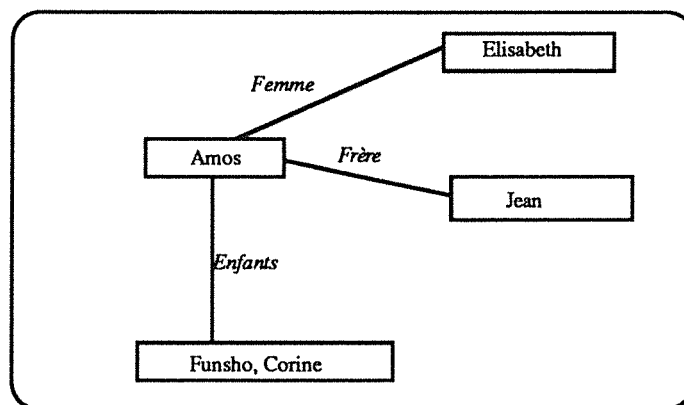 Elisabeth
Femme
Amos
Frère
Jean
Enfants
Funsho, Corine